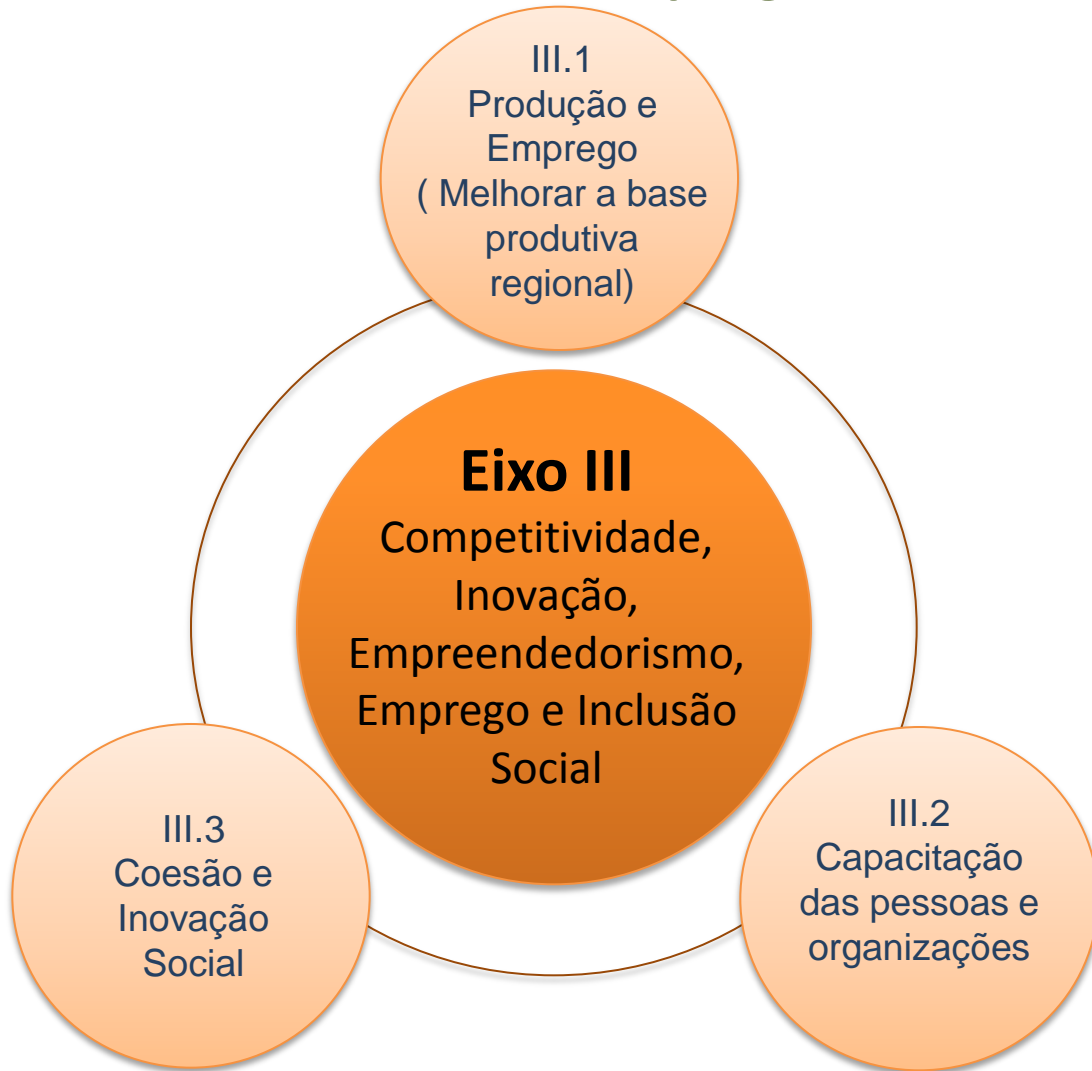 III.1
Produção e
Emprego
( Melhorar a base
produtiva
regional)
Eixo III
Competitividade,
Inovação,
Empreendedorismo,
Emprego e Inclusão
Social
III.3
Coesão e
Inovação
Social
III.2
Capacitação
das pessoas e
organizações